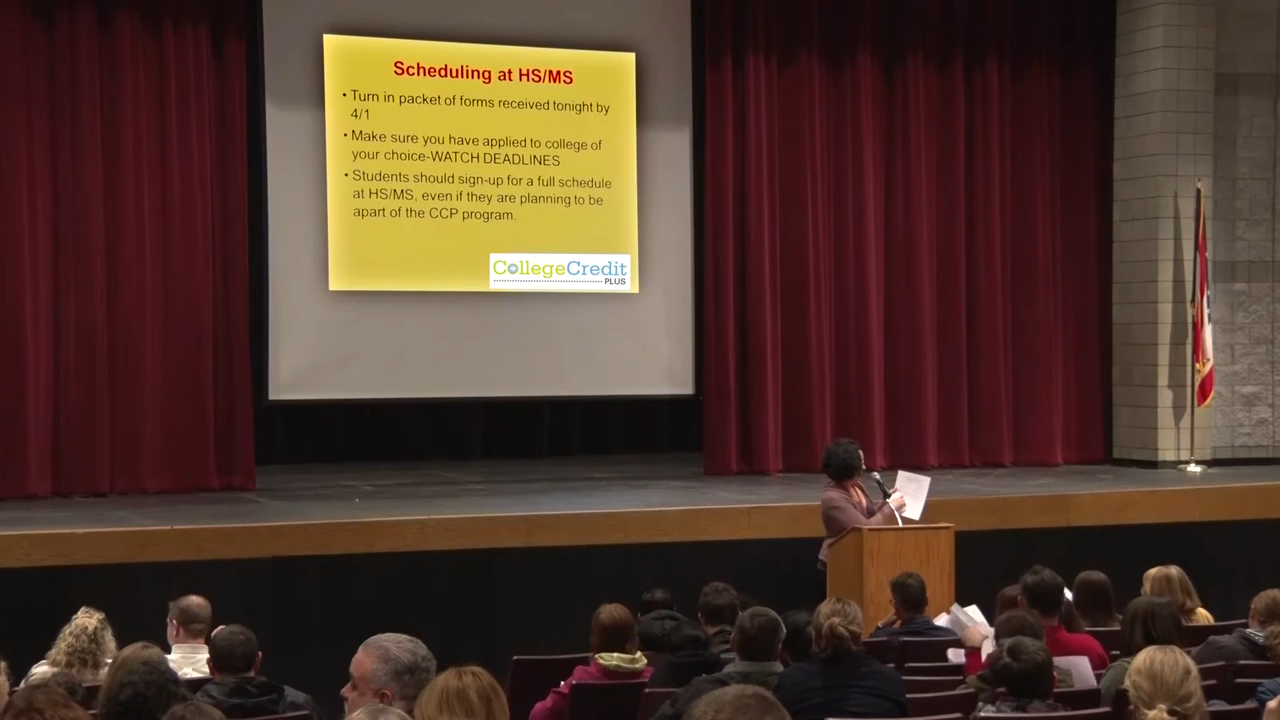 Scheduling at HS/MS
• Turn in packet of forms received tonight by
4/1
• Make sure you have applied to college of
your choice-WATCH DEADLINES
• Students should sign-up for a full schedule
at HS/MS, even if they are planning to be
apart of the CCP program.
CollegeCredit
PLUS